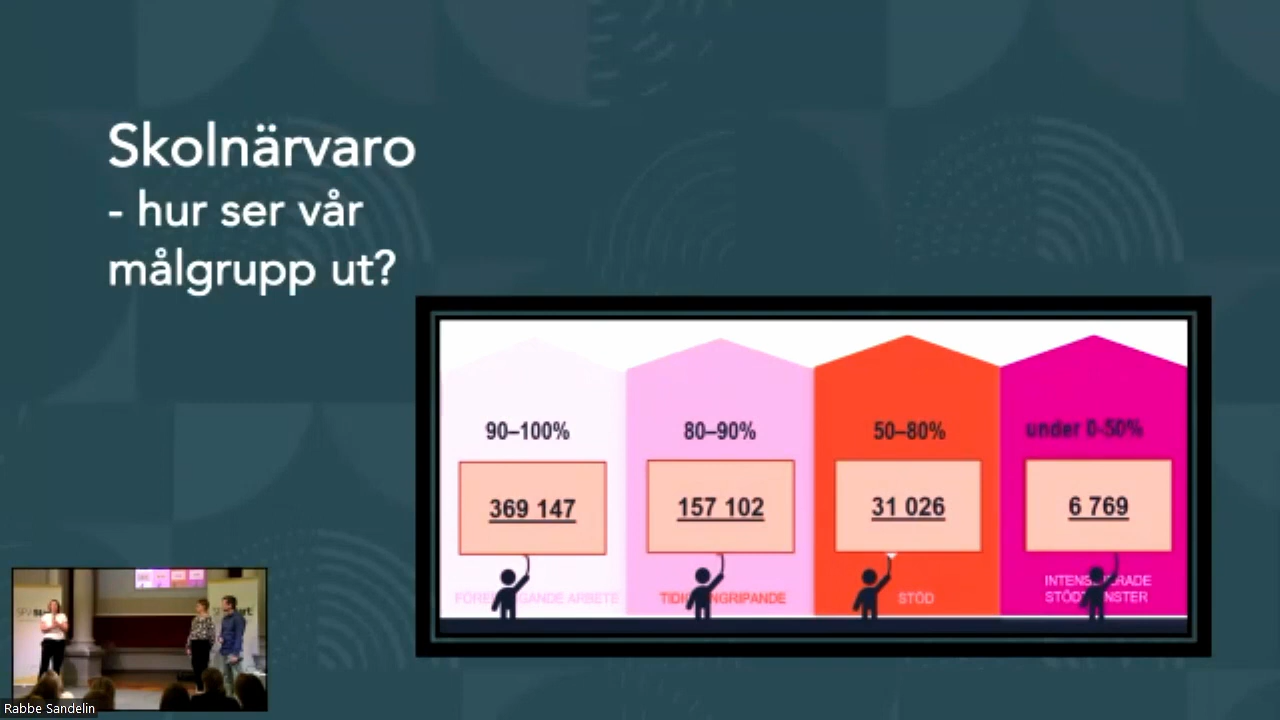 Skolnärvaro
- hur ser vår
målgrupp ut?
90–100%
80–90%
50–80%
under 0-50%
369 147
157 102
31 026
6 769
STÖD
Rabbe Sandelin